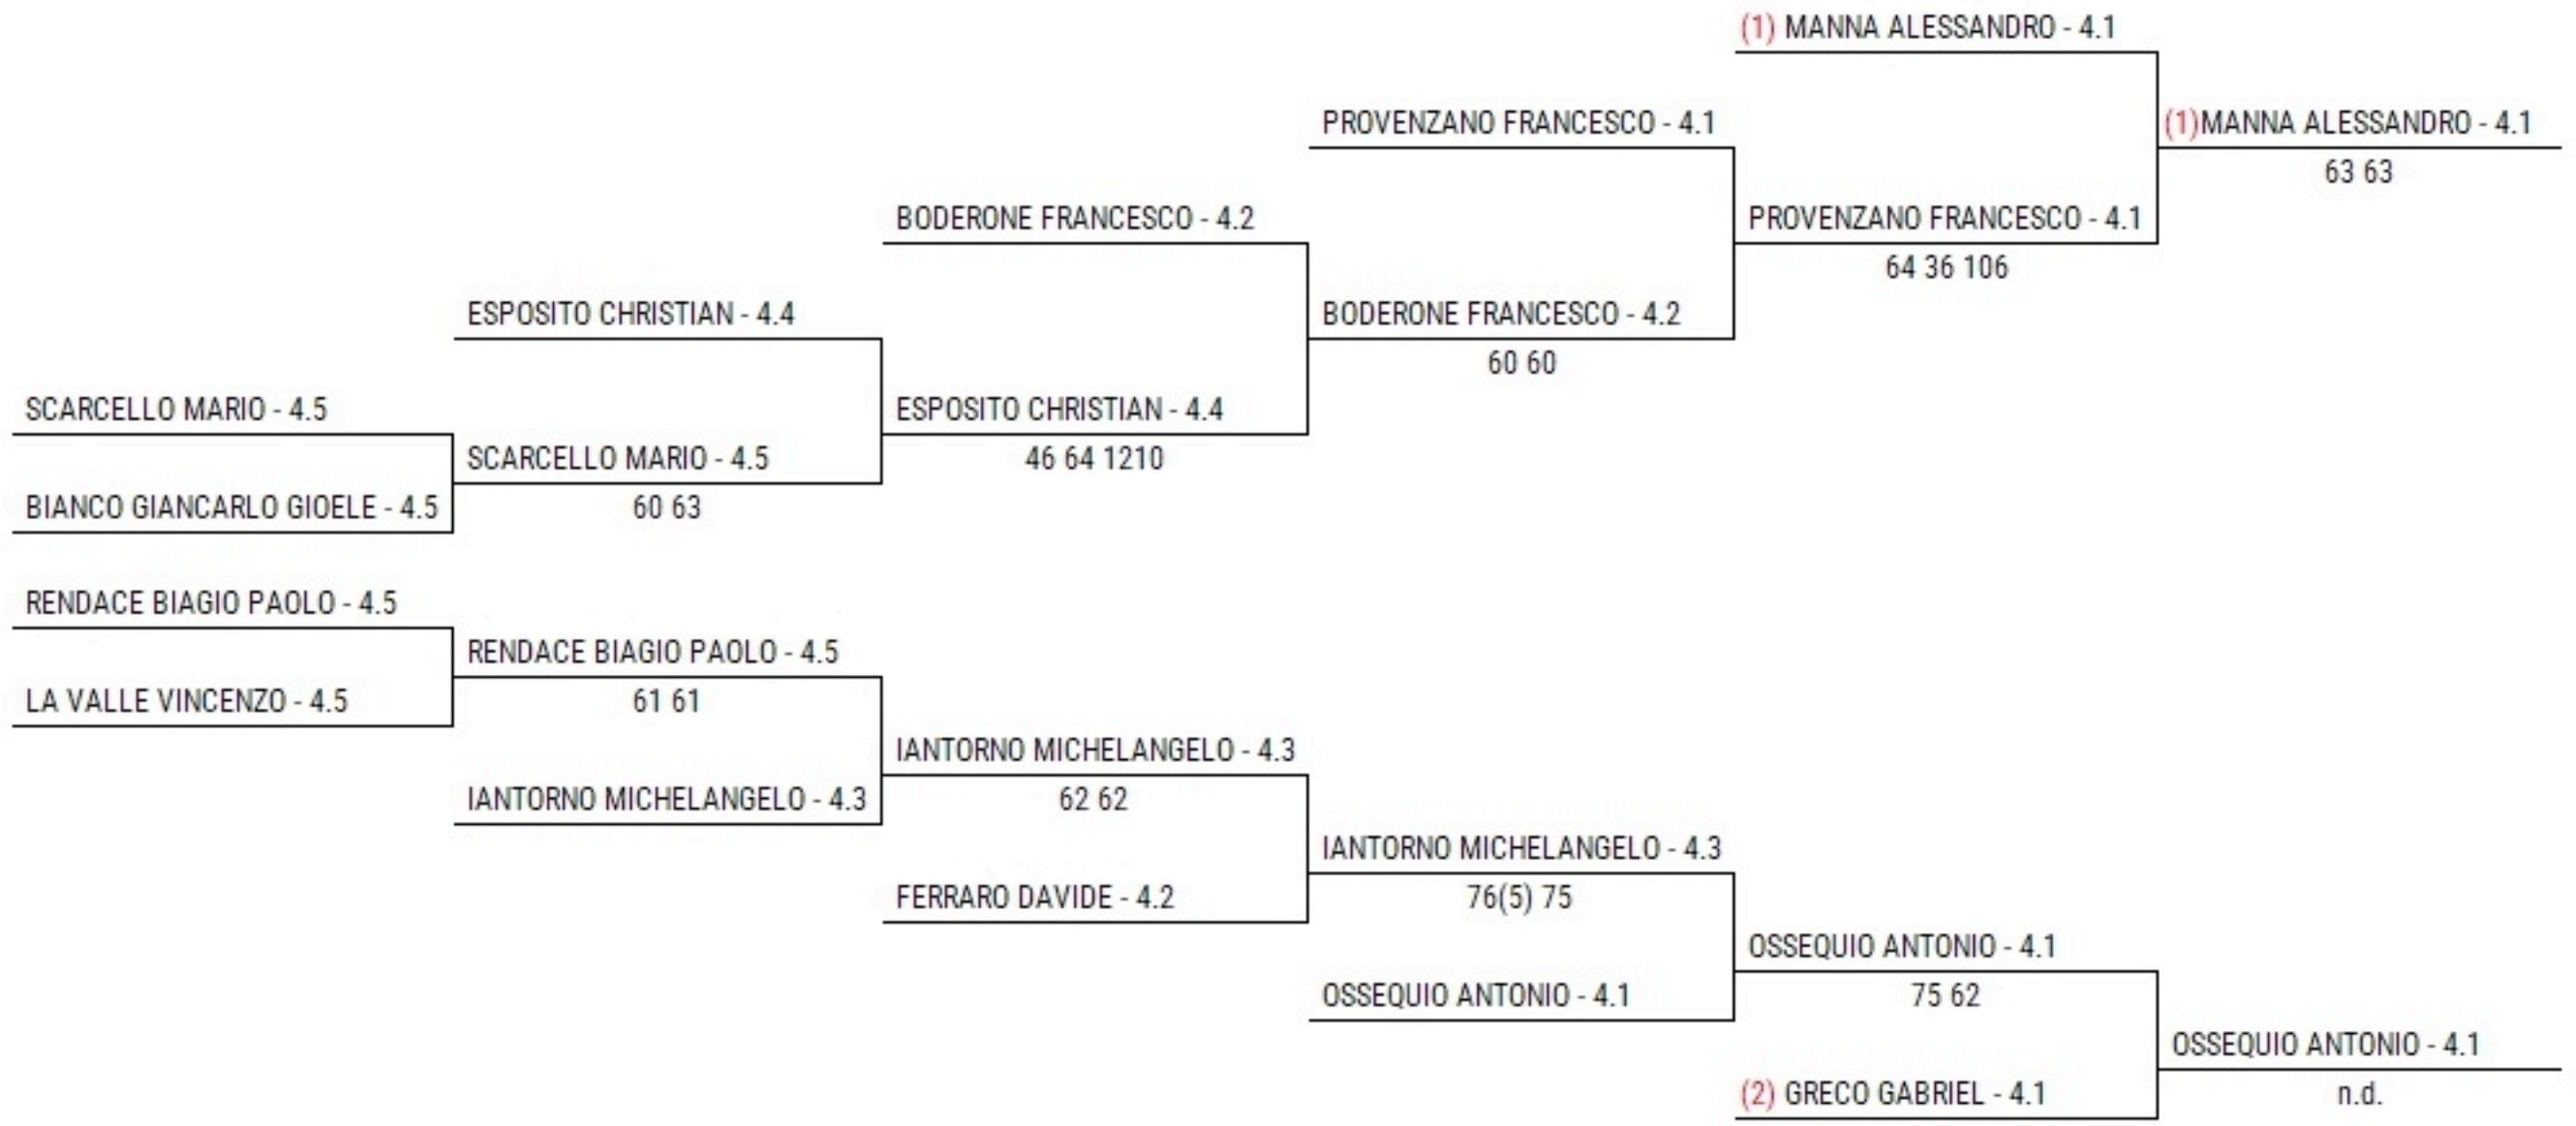 (1) MANNA ALESSANDRO - 4.1
PROVENZANO FRANCESCO - 4.1
(1)MANNA ALESSANDRO - 4.1
63 63
BODERONE FRANCESCO - 4.2
PROVENZANO FRANCESCO - 4.1
64 36 106
ESPOSITO CHRISTIAN - 4.4
BODERONE FRANCESCO - 4.2
60 60
SCARCELLO MARIO - 4.5
ESPOSITO CHRISTIAN - 4.4
46 64 1210
SCARCELLO MARIO - 4.5
60 63
BIANCO GIANCARLO GIOELE - 4.5
RENDACE BIAGIO PAOLO - 4.5
RENDACE BIAGIO PAOLO - 4.5
61 61
LA VALLE VINCENZO - 4.5
IANTORNO MICHELANGELO - 4.3
62 62
IANTORNO MICHELANGELO - 4.3
IANTORNO MICHELANGELO - 4.3
76(5) 75
FERRARO DAVIDE - 4.2
OSSEQUIO ANTONIO - 4.1
75 62
OSSEQUIO ANTONIO - 4.1
OSSEQUIO ANTONIO - 4.1
n.d.
(2) GRECO GABRIEL - 4.1